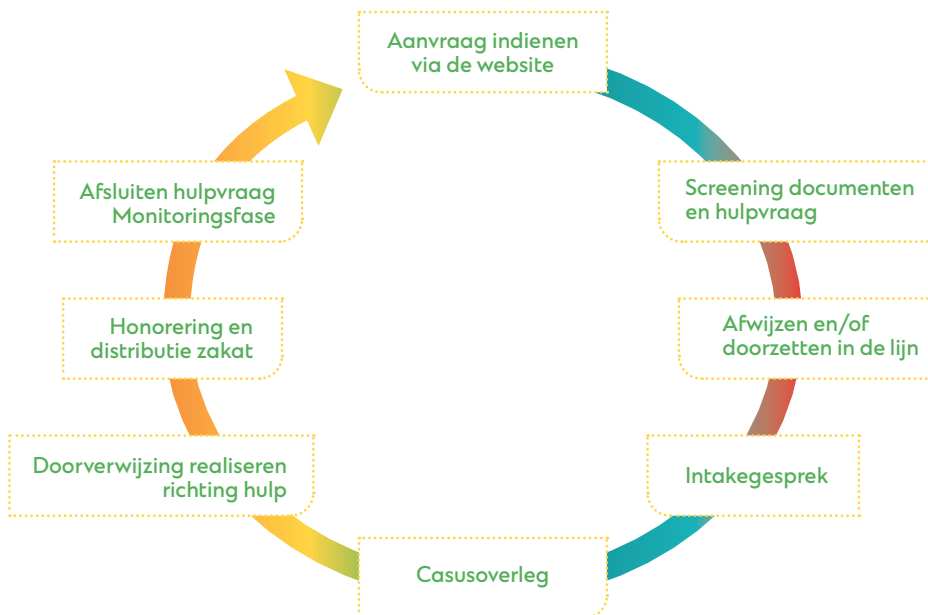 Aanvraag indienen
via de website
Screening documenten
en hulpvraag
Afwijzen en/of
doorzetten in de lijn
Intakegesprek
Casusoverleg
Doorverwijzing realiseren
richting hulp
Honorering en
distributie zakat
Afsluiten hulpvraag
Monitoringsfase